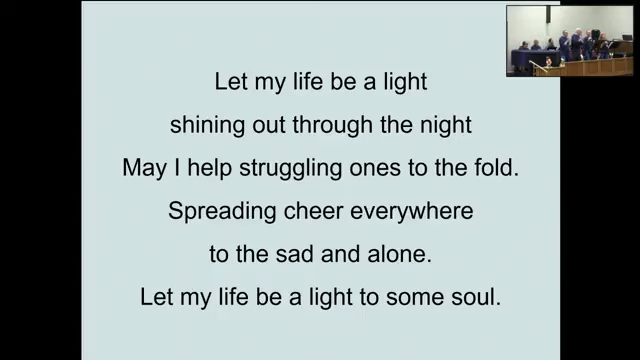 Let my life be a light
shining out through the night
May I help struggling ones to the fold.
Spreading cheer everywhere
to the sad and alone.
Let my life be a light to some soul.